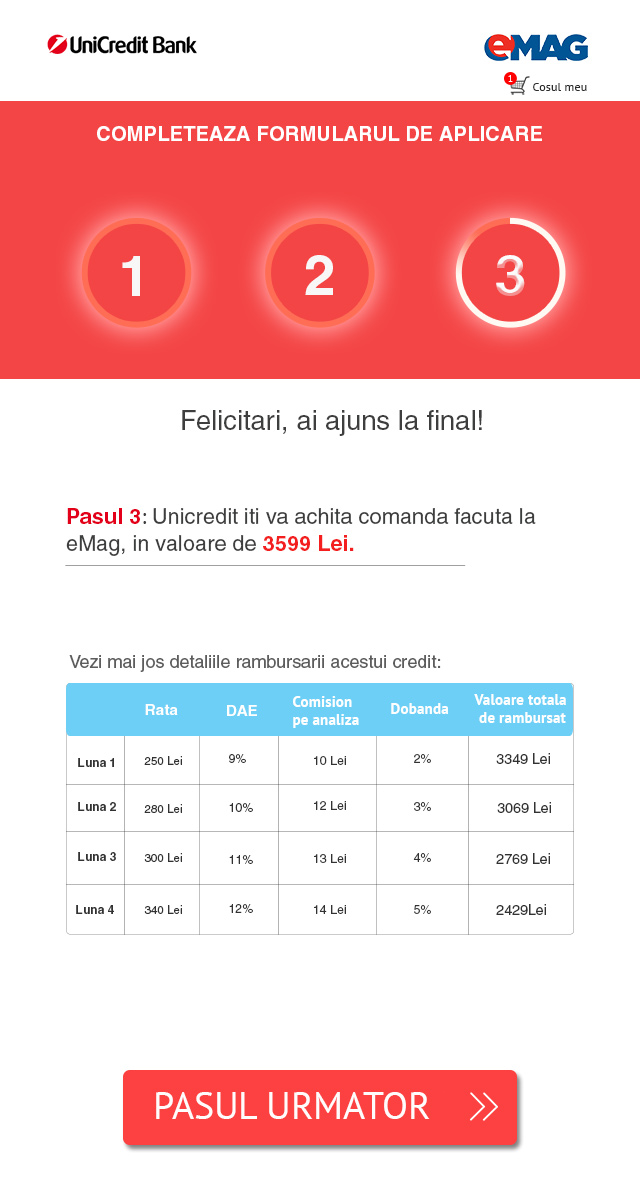 UniCredit Bank
eMAG
1
Cosul meu
COMPLETEAZA FORMULARUL DE APLICARE
1 2 3
Felicitari, ai ajuns la final!
Pasul 3: Unicredit iti va achita comanda facuta la
eMag, in valoare de 3599 Lei.
Vezi mai jos detaliile rambursarii acestui credit:
Rata DAE Comision pe analiza Dobanda Valoare totala de rambursat
Luna 1 250 Lei 9% 10 Lei 2% 3349 Lei
Luna 2 280 Lei 10% 12 Lei 3% 3069 Lei
Luna 3 300 Lei 11% 13 Lei 4% 2769 Lei
Luna 4 340 Lei 12% 14 Lei 5% 2429Lei
PASUL URMATOR